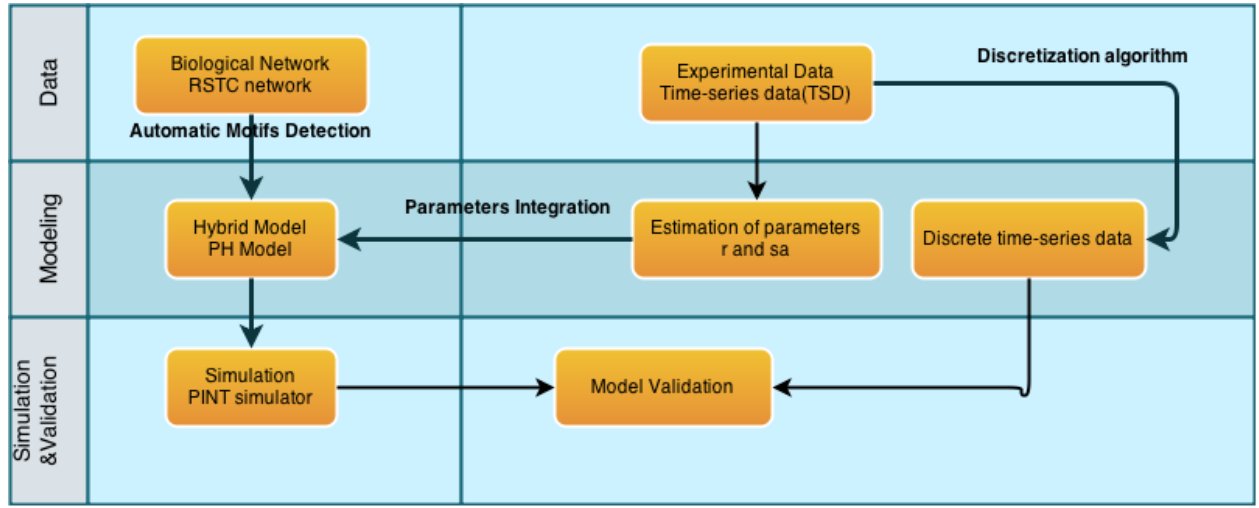 Data
Biological Network
RSTC network
Automatic Motifs Detection
Experimental Data
Time-series data(TSD)
Discretization algorithm
Modeling
Hybrid Model
PH Model
Parameters Integration
Estimation of parameters
r and sa
Discrete time-series data
Simulation
&Validation
Simulation
PINT simulator
Model Validation